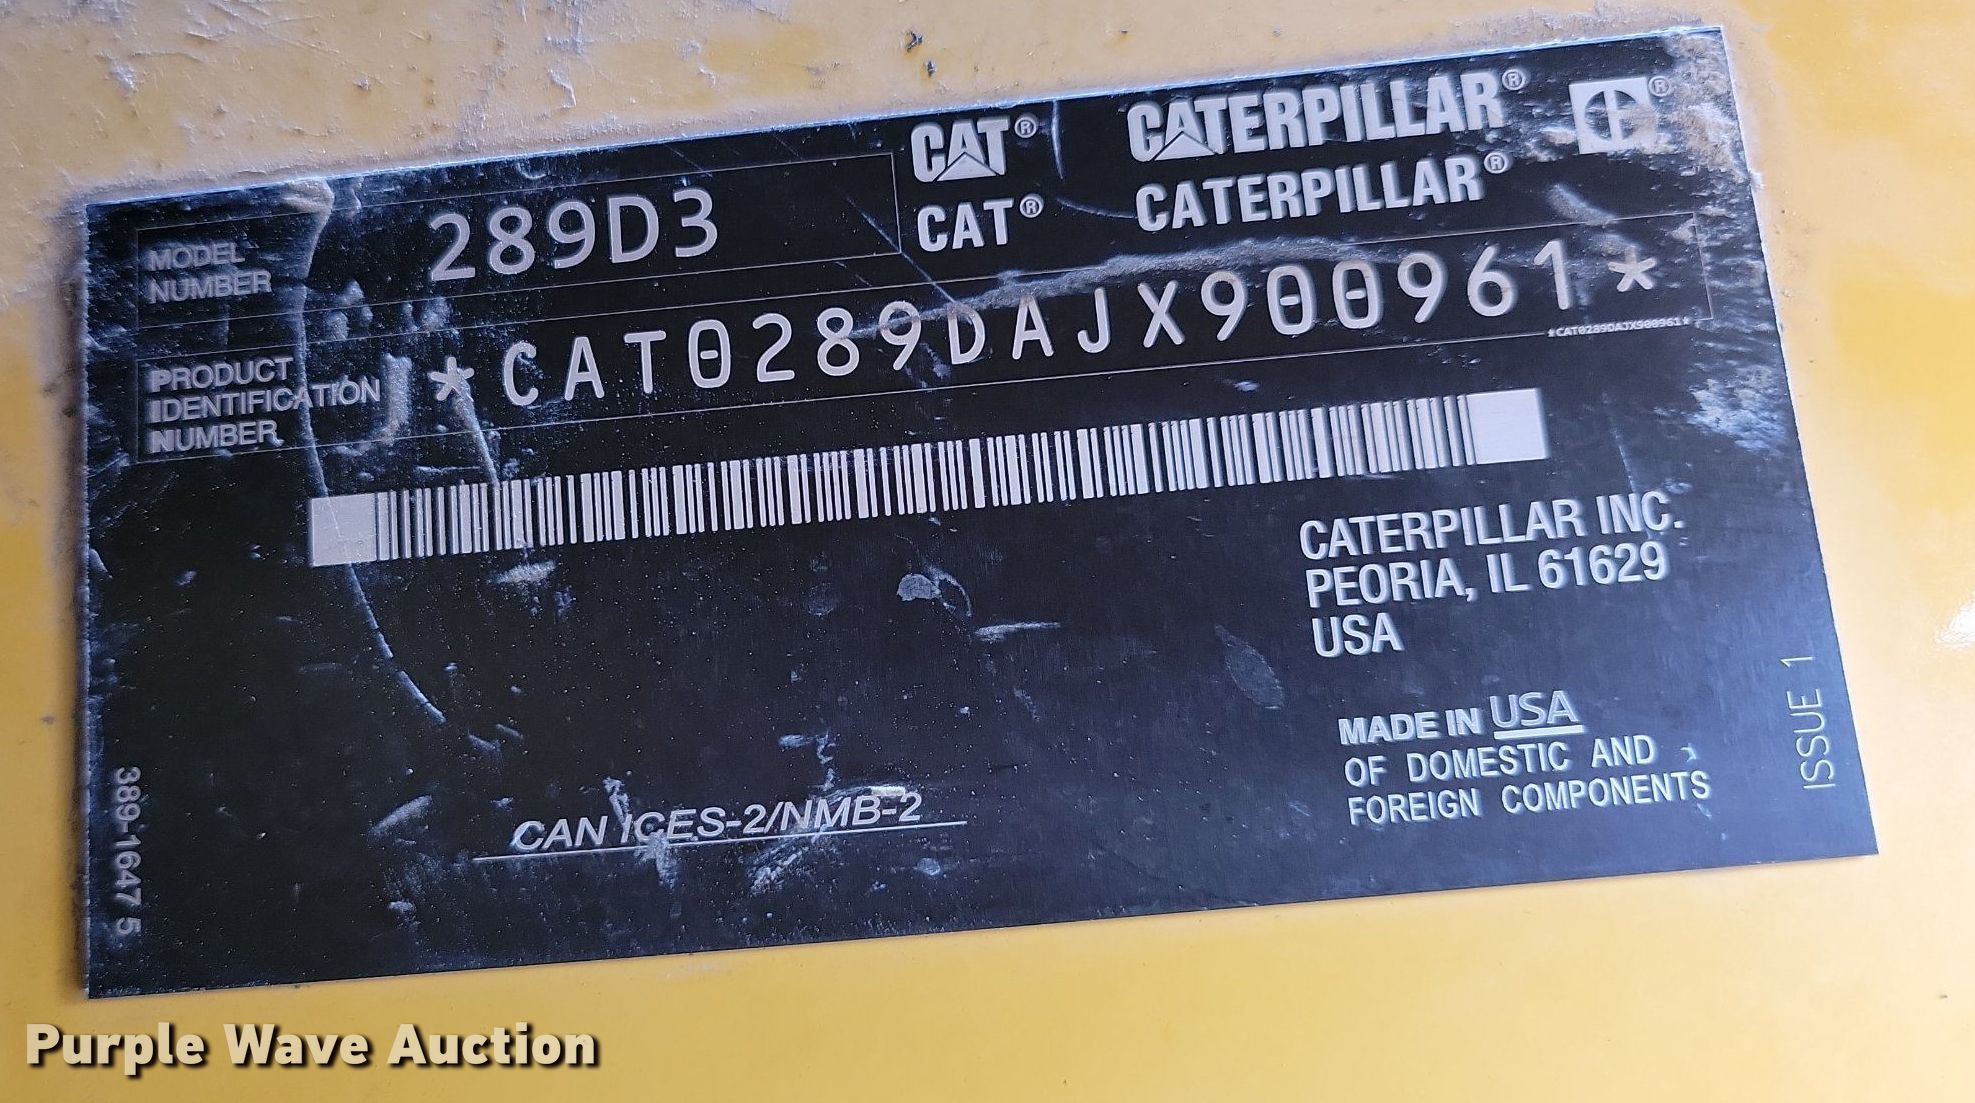 CAT® CATERPILLAR® ®
CAT® CATERPILLAR®
MODEL
NUMBER
289D3
PRODUCT
IDENTIFICATION
NUMBER
*CAT0289DAJX900961*
*CAT0289DAJX900961*
CATERPILLAR INC.
PEORIA, IL 61629
USA
MADE IN USA
OF DOMESTIC AND
FOREIGN COMPONENTS
CAN ICES-2/NMB-2
389-1647 5
ISSUE 1
Purple Wave Auction